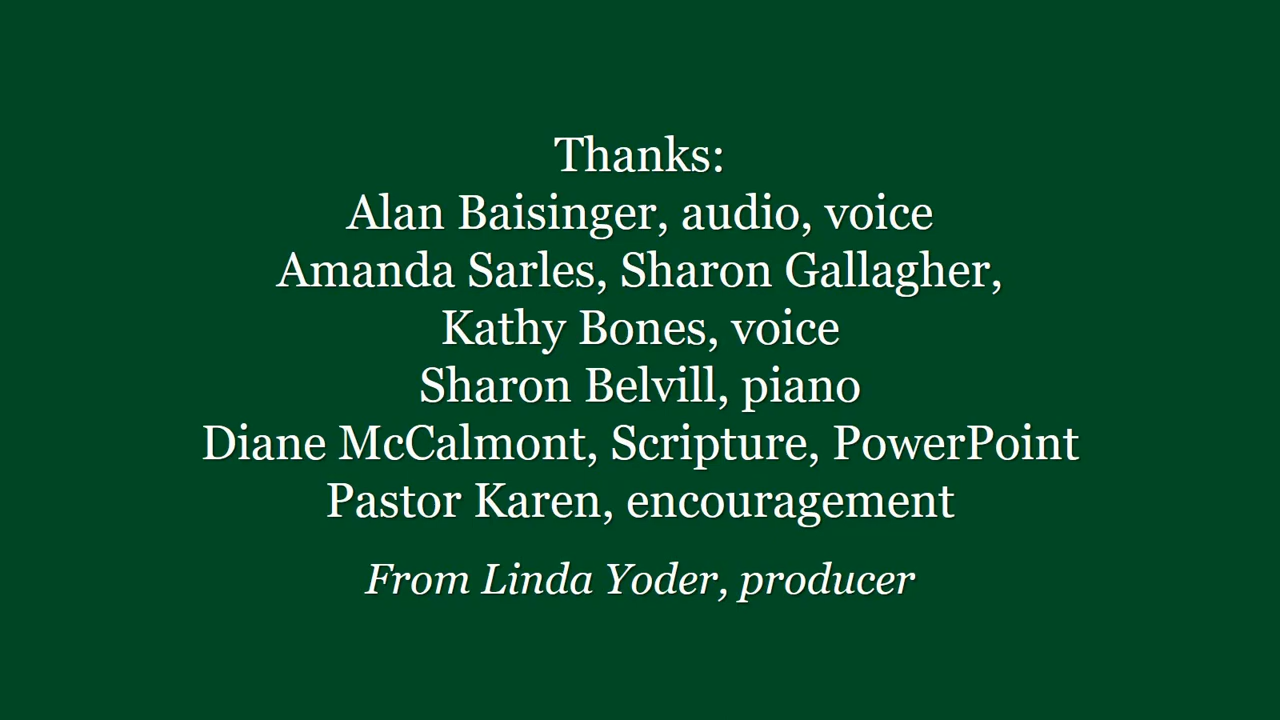 Thanks:
Alan Baisinger, audio, voice
Amanda Sarles, Sharon Gallagher,
Kathy Bones, voice
Sharon Belvill, piano
Diane McCalmont, Scripture, PowerPoint
Pastor Karen, encouragement
From Linda Yoder, producer